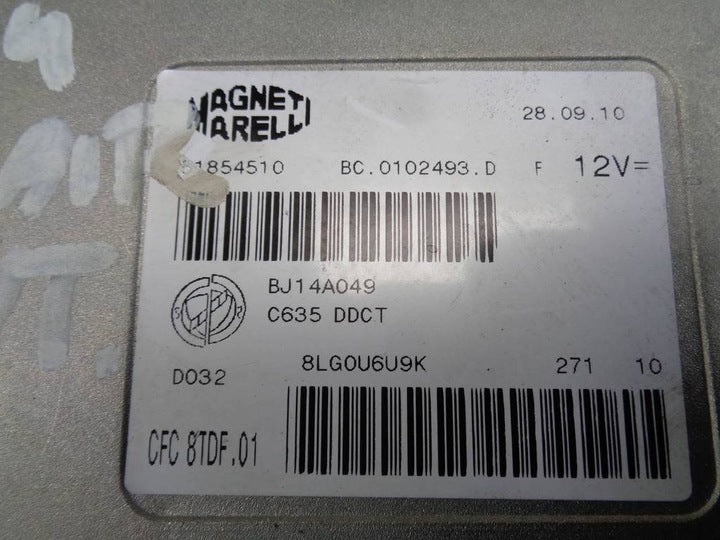 MAGNETI
MARELLI
28.09.10
51854510 BC.0102493.D F 12V=
BJ14A049
C635 DDCT
D032
8LG0U6U9K 271 10
CFC 8TDF.01